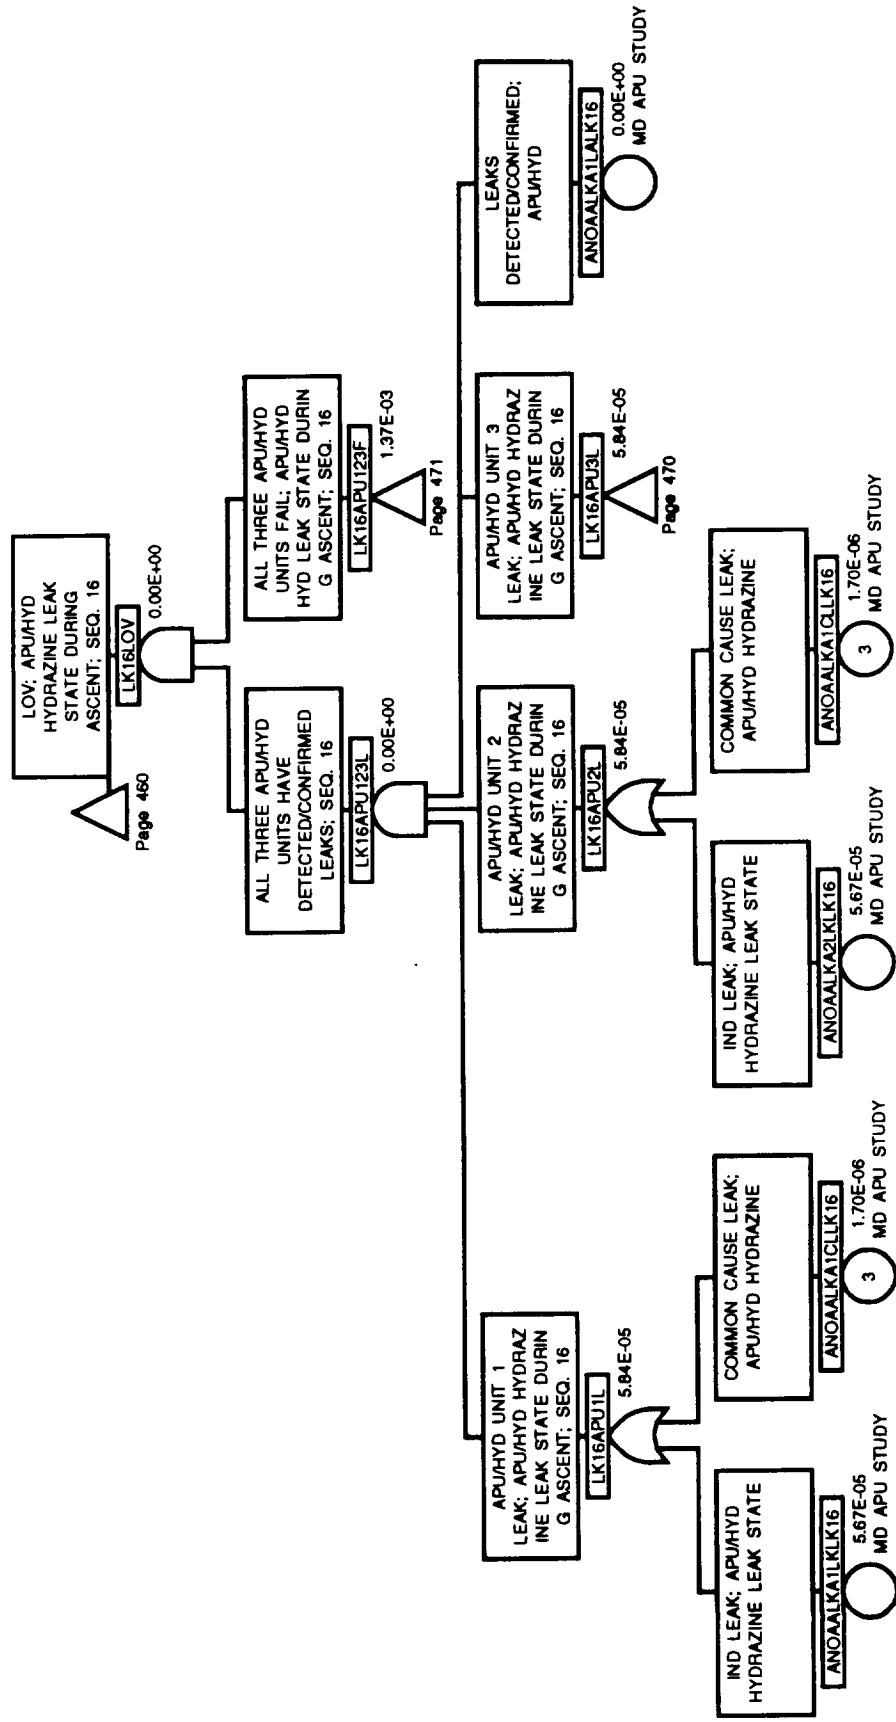 LOV; APU/HYD
HYDRAZINE LEAK
STATE DURING
ASCENT; SEQ. 16
LK16LOV
0.00E+00
Page 460
ALL THREE APU/HYD
UNITS HAVE
DETECTED/CONFIRMED
LEAKS; SEQ. 16
LK16APU123L
0.00E+00
ALL THREE APU/HYD
UNITS FAIL; APU/HYD
HYD LEAK STATE DURIN
G ASCENT; SEQ. 16
LK16APU123F
1.37E-03
Page 471
APU/HYD UNIT 1
LEAK; APU/HYD HYDRAZ
INE LEAK STATE DURIN
G ASCENT; SEQ. 16
LK16APU1L
5.84E-05
APU/HYD UNIT 2
LEAK; APU/HYD HYDRAZ
INE LEAK STATE DURIN
G ASCENT; SEQ. 16
LK16APU2L
5.84E-05
APU/HYD UNIT 3
LEAK; APU/HYD HYDRAZ
INE LEAK STATE DURIN
G ASCENT; SEQ. 16
LK16APU3L
5.84E-05
Page 470
LEAKS
DETECTED/CONFIRMED;
APU/HYD
ANOAALKA1LALK16
0.00E+00
MD APU STUDY
IND LEAK; APU/HYD
HYDRAZINE LEAK STATE
ANOAALKA1LKLK16
5.67E-05
MD APU STUDY
COMMON CAUSE LEAK;
APU/HYD HYDRAZINE
ANOAALKA1CLLK16
3
1.70E-06
MD APU STUDY
IND LEAK; APU/HYD
HYDRAZINE LEAK STATE
ANOAALKA2LKLK16
5.67E-05
MD APU STUDY
COMMON CAUSE LEAK;
APU/HYD HYDRAZINE
ANOAALKA1CLLK16
3
1.70E-06
MD APU STUDY